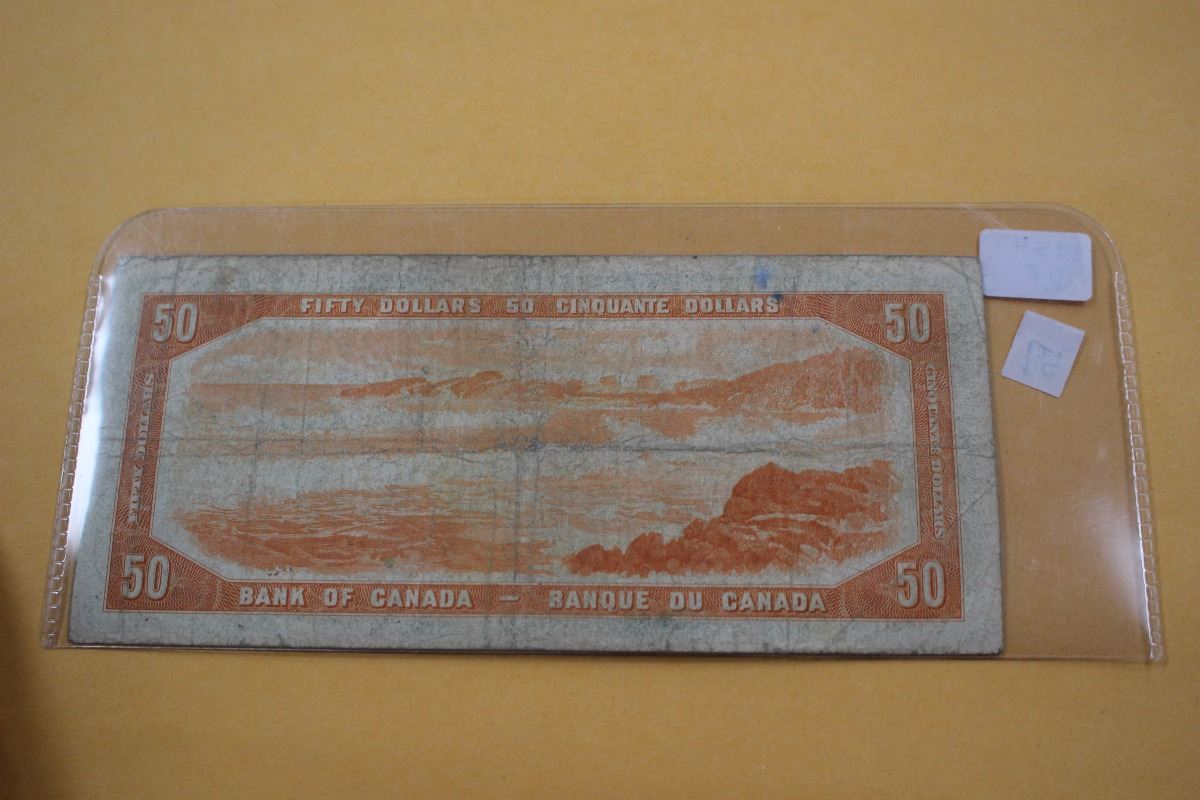 50 FIFTY DOLLARS 50 CINQUANTE DOLLARS 50
FIFTY DOLLARS
CINQUANTE DOLLARS
50 BANK OF CANADA — BANQUE DU CANADA 50